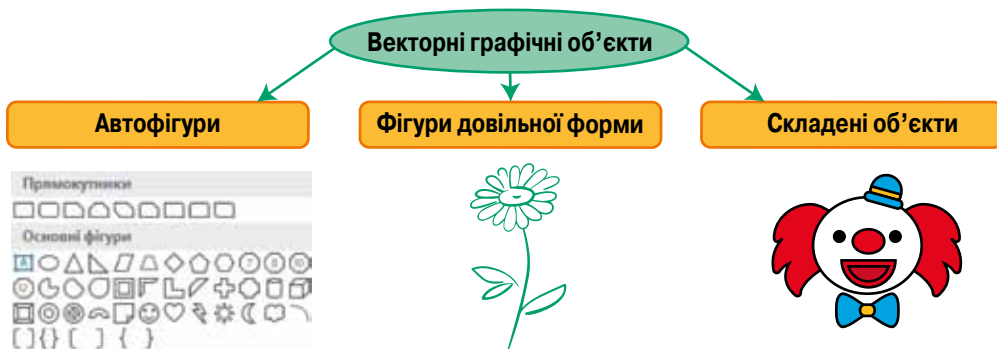 Векторні графічні об’єкти
Автофігури
Фігури довільної форми
Складені об’єкти
Прямокутники
Основні фігури